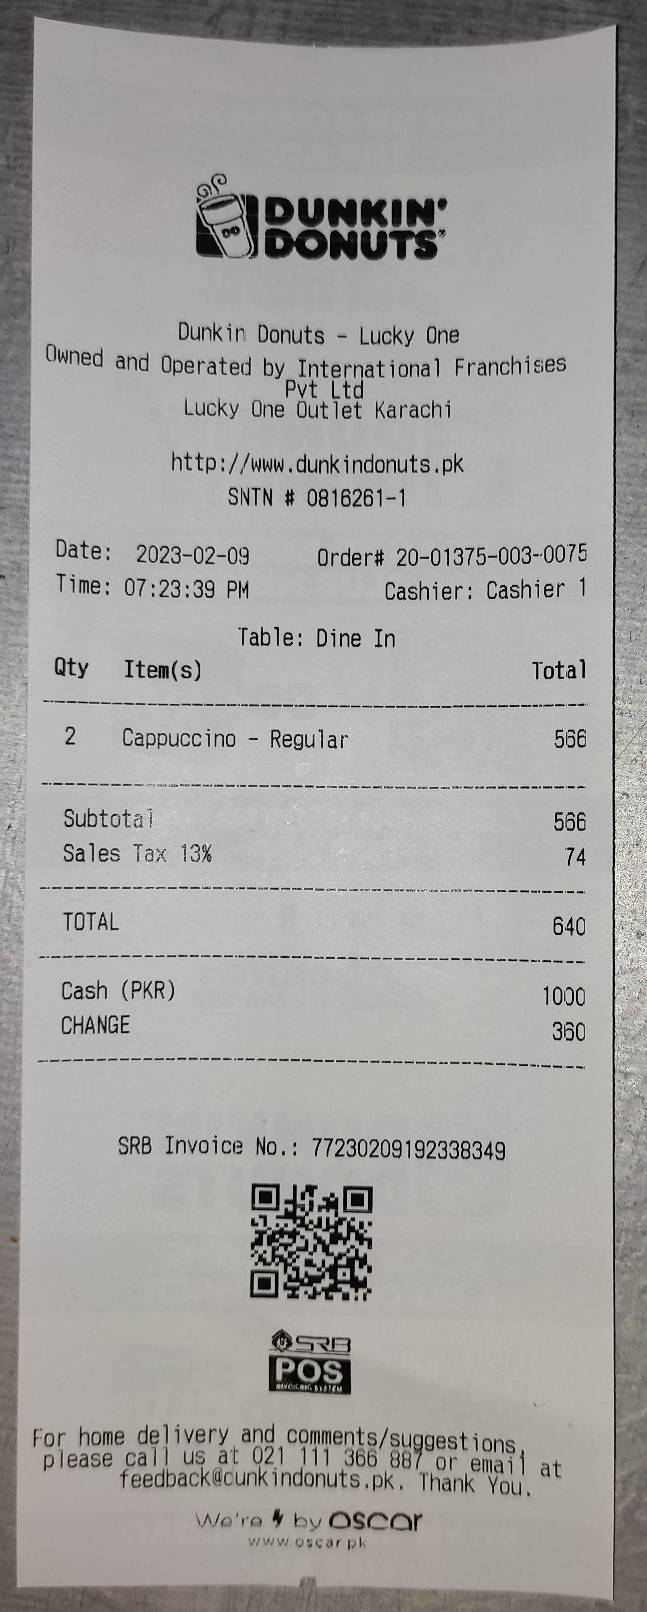 DUNKIN'
DONUTS
Dunkin Donuts - Lucky One
Owned and Operated by International Franchises
Pvt Ltd
Lucky One Outlet Karachi
http://www.dunkindonuts.pk
SNTN # 0816261-1
Date: 2023-02-09 Order# 20-01375-003-0075
Time: 07:23:39 PM Cashier: Cashier 1
Table: Dine In
Qty Item(s) Total
2 Cappuccino - Regular 566
Subtotal 566
Sales Tax 13% 74
TOTAL 640
Cash (PKR) 1000
CHANGE 360
SRB Invoice No.: 77230209192338349
SRB
POS
INVOICING SYSTEM
For home delivery and comments/suggestions,
please call us at 021 111 366 887 or email at
feedback@dunkindonuts.pk. Thank You.
We're by oscar
www.oscar.pk